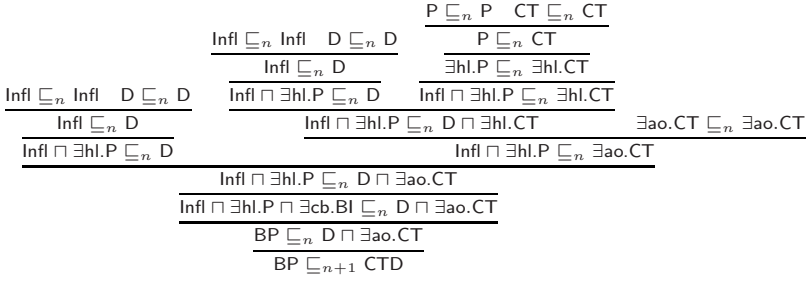 P ⊑n P CT ⊑n CT
Infl ⊑n Infl D ⊑n D P ⊑n CT
Infl ⊑n D ∃hl.P ⊑n ∃hl.CT
Infl ⊑n Infl D ⊑n D Infl ⊓ ∃hl.P ⊑n D Infl ⊓ ∃hl.P ⊑n ∃hl.CT
Infl ⊑n D Infl ⊓ ∃hl.P ⊑n D ⊓ ∃hl.CT ∃ao.CT ⊑n ∃ao.CT
Infl ⊓ ∃hl.P ⊑n D Infl ⊓ ∃hl.P ⊑n ∃ao.CT
Infl ⊓ ∃hl.P ⊑n D ⊓ ∃ao.CT
Infl ⊓ ∃hl.P ⊓ ∃cb.BI ⊑n D ⊓ ∃ao.CT
BP ⊑n D ⊓ ∃ao.CT
BP ⊑n+1 CTD